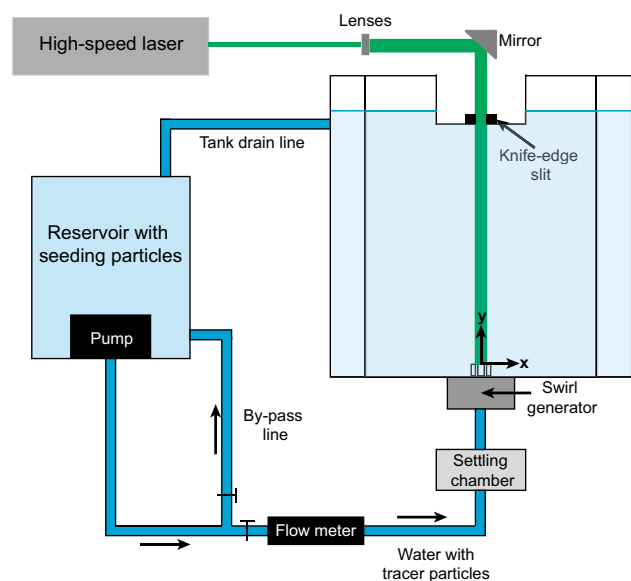 High-speed laser
Lenses
Mirror
Tank drain line
Knife-edge
slit
Reservoir with
seeding particles
Pump
y
x
Swirl
generator
By-pass
line
Settling
chamber
Flow meter
Water with
tracer particles